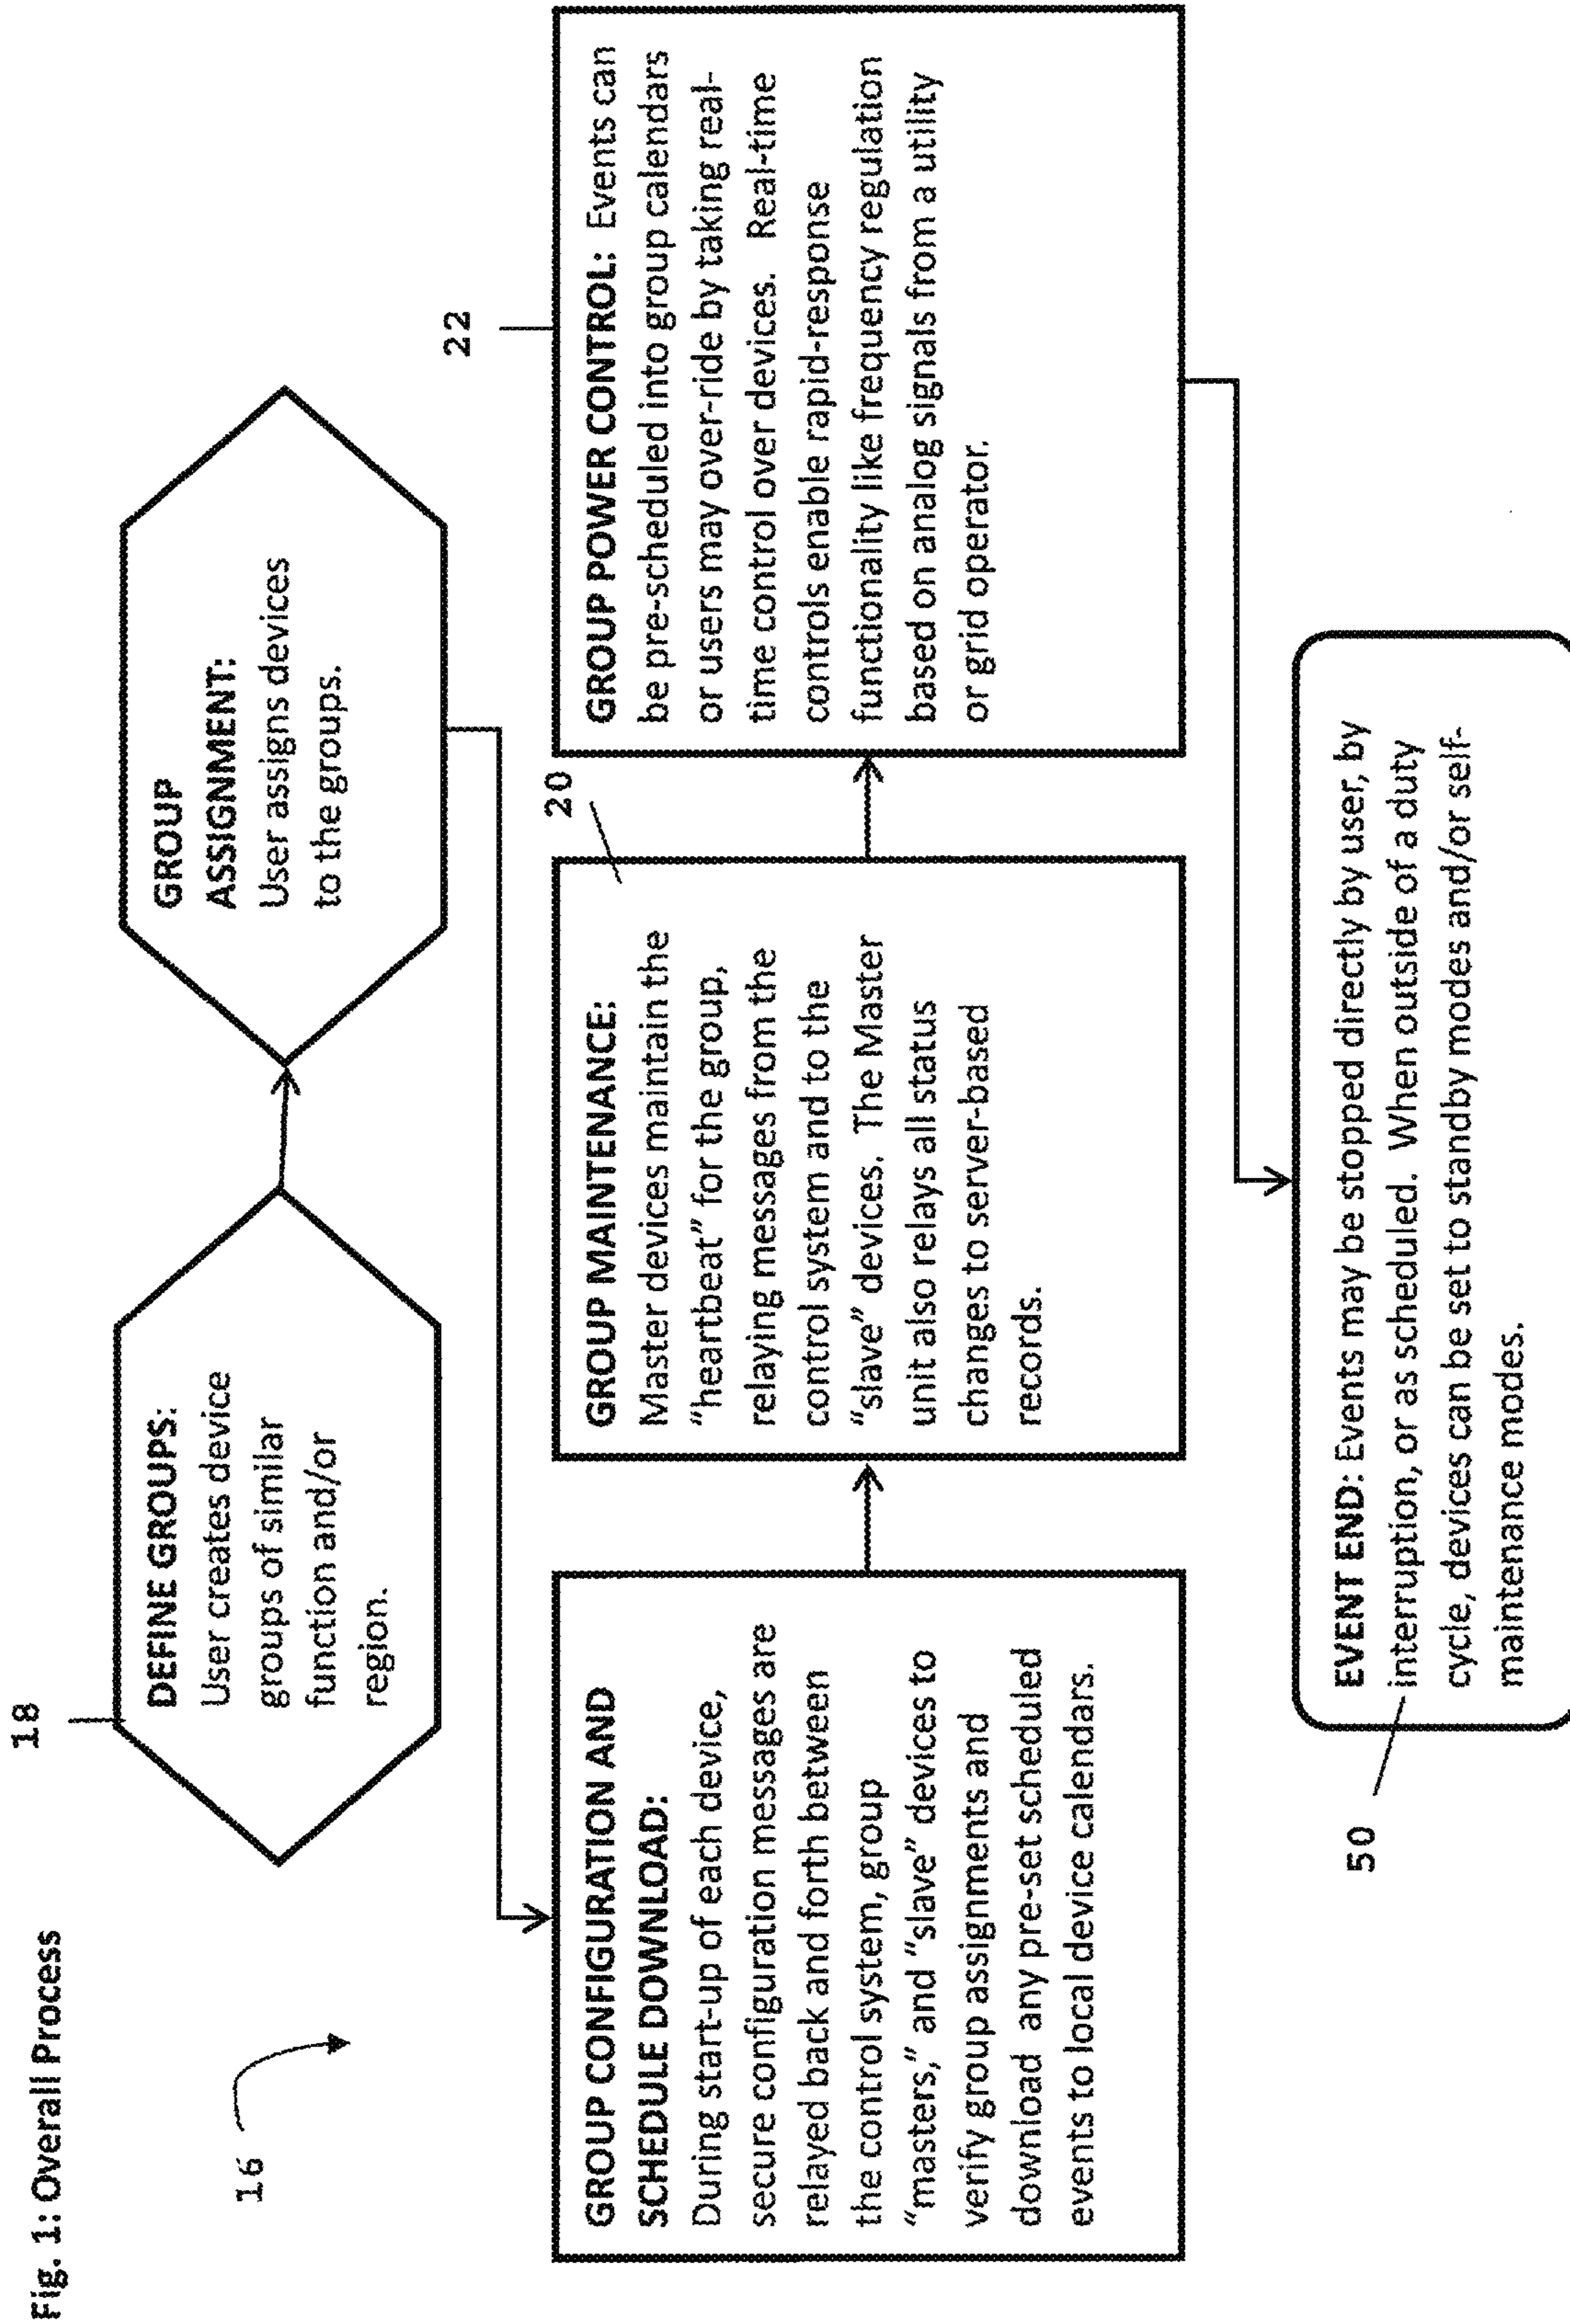 Fig. 1: Overall Process
16
18
DEFINE GROUPS:
User creates device
groups of similar
function and/or
region.
GROUP
ASSIGNMENT:
User assigns devices
to the groups.
GROUP CONFIGURATION AND
SCHEDULE DOWNLOAD:
During start-up of each device,
secure configuration messages are
relayed back and forth between
the control system, group
“masters,” and “slave” devices to
verify group assignments and
download any pre-set scheduled
events to local device calendars.
20
GROUP MAINTENANCE:
Master devices maintain the
“heartbeat” for the group,
relaying messages from the
control system and to the
“slave” devices. The Master
unit also relays all status
changes to server-based
records.
22
GROUP POWER CONTROL: Events can
be pre-scheduled into group calendars
or users may over-ride by taking real-
time control over devices. Real-time
controls enable rapid-response
functionality like frequency regulation
based on analog signals from a utility
or grid operator.
50
EVENT END: Events may be stopped directly by user, by
interruption, or as scheduled. When outside of a duty
cycle, devices can be set to standby modes and/or self-
maintenance modes.